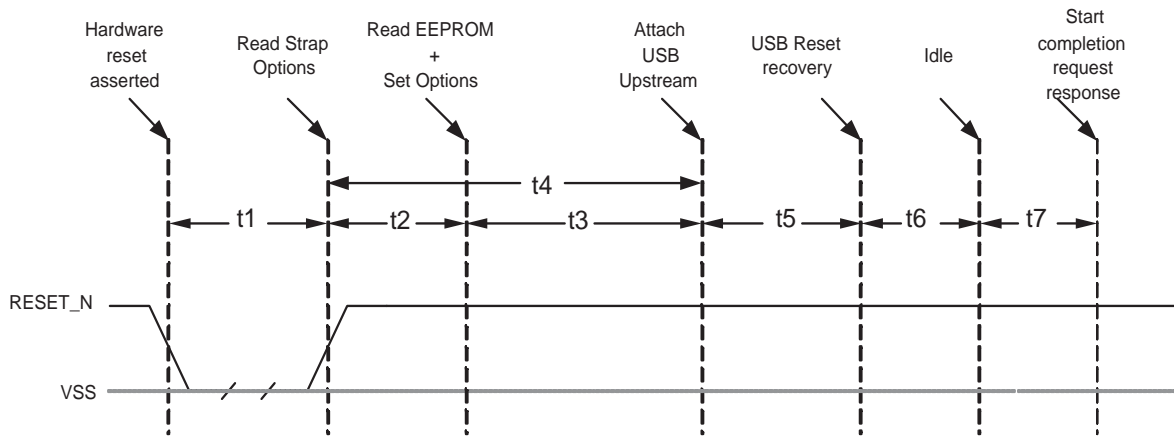 Hardware
reset
asserted
Read Strap
Options
Read EEPROM
+
Set Options
Attach
USB
Upstream
USB Reset
recovery
Idle
Start
completion
request
response
t4
t1
t2
t3
t5
t6
t7
RESET_N
VSS